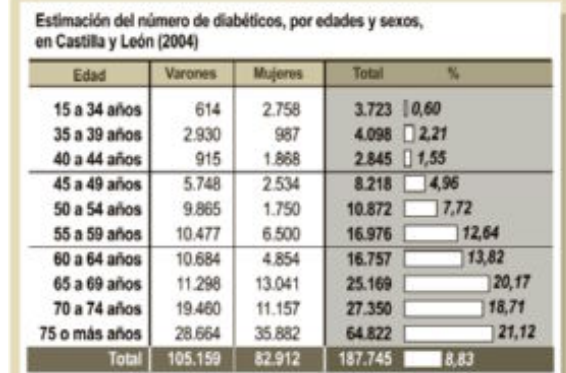 Estimación del número de diabéticos, por edades y sexos,
en Castilla y León (2004)
Edad Varones Mujeres Total %
15 a 34 años 614 2.758 3.723 0,60
35 a 39 años 2.930 987 4.098 2,21
40 a 44 años 915 1.868 2.845 1,55
45 a 49 años 5.748 2.534 8.218 4,96
50 a 54 años 9.865 1.750 10.872 7,72
55 a 59 años 10.477 6.500 16.976 12,64
60 a 64 años 10.684 4.854 16.757 13,82
65 a 69 años 11.298 13.041 25.169 20,17
70 a 74 años 19.460 11.157 27.350 18,71
75 o más años 28.664 35.882 64.822 21,12
Total 105.159 82.912 187.745 8,83